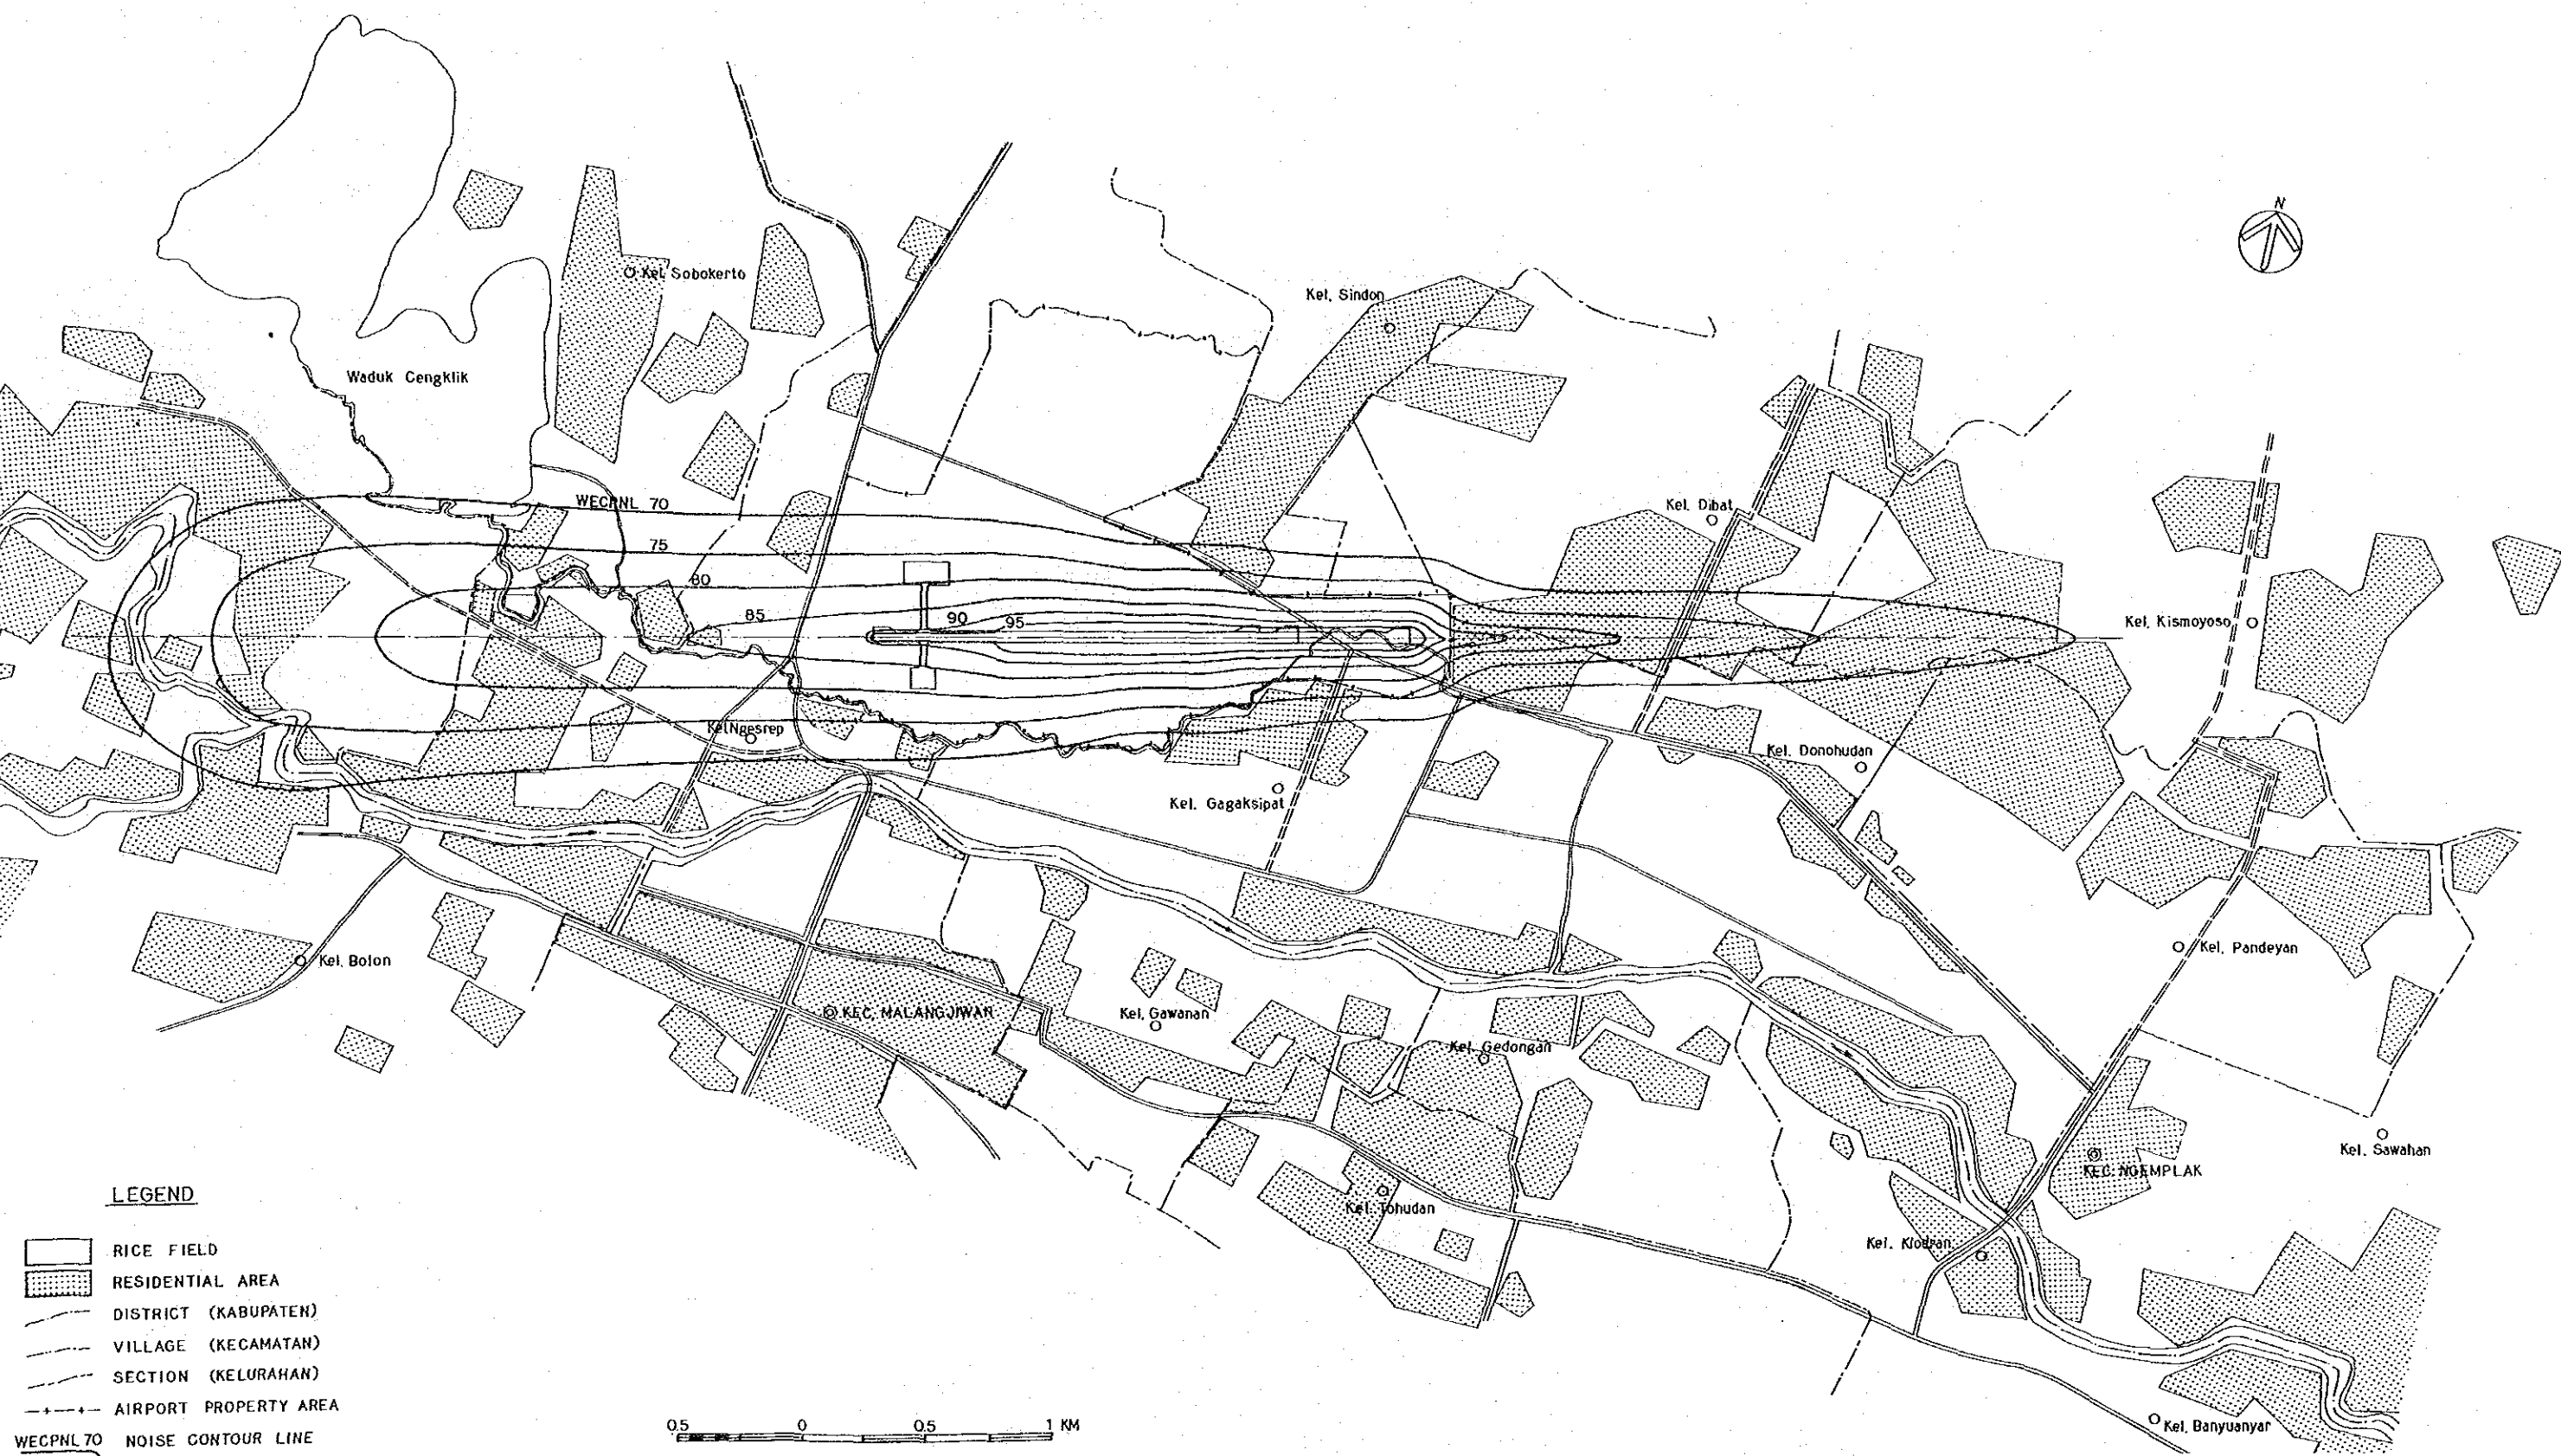 N
Kel. Sobokerto
Kel. Sindon
Waduk Cengklik
WECPNL 70
Kel. Dibat
75
80
85
90
95
Kel. Kismoyoso
Kel Ngesrep
Kel. Donohudan
Kel. Gagaksipat
Kel. Pandeyan
Kel. Bolon
KEC. MALANGJIWAN
Kel. Gawanan
Kel. Gedongan
Kel. Sawahan
KEC. NGEMPLAK
Kel. Tohudan
Kel. Klodran
Kel. Banyuanyar
LEGEND
RICE FIELD
RESIDENTIAL AREA
DISTRICT (KABUPATEN)
VILLAGE (KECAMATAN)
SECTION (KELURAHAN)
AIRPORT PROPERTY AREA
WECPNL 70 NOISE CONTOUR LINE
0.5 0 0.5 1 KM